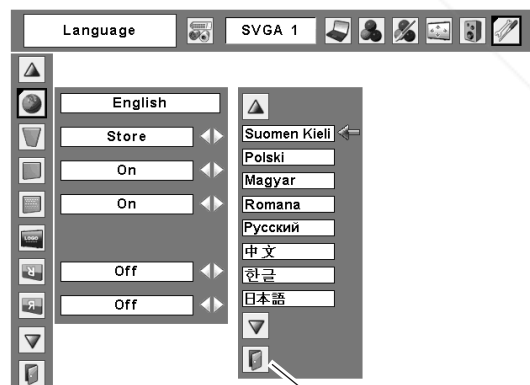 Language
SVGA 1
English
Store
On
On
LOGO
Off
Off
Suomen Kieli
Polski
Magyar
Romana
Русский
中文
한글
日本語